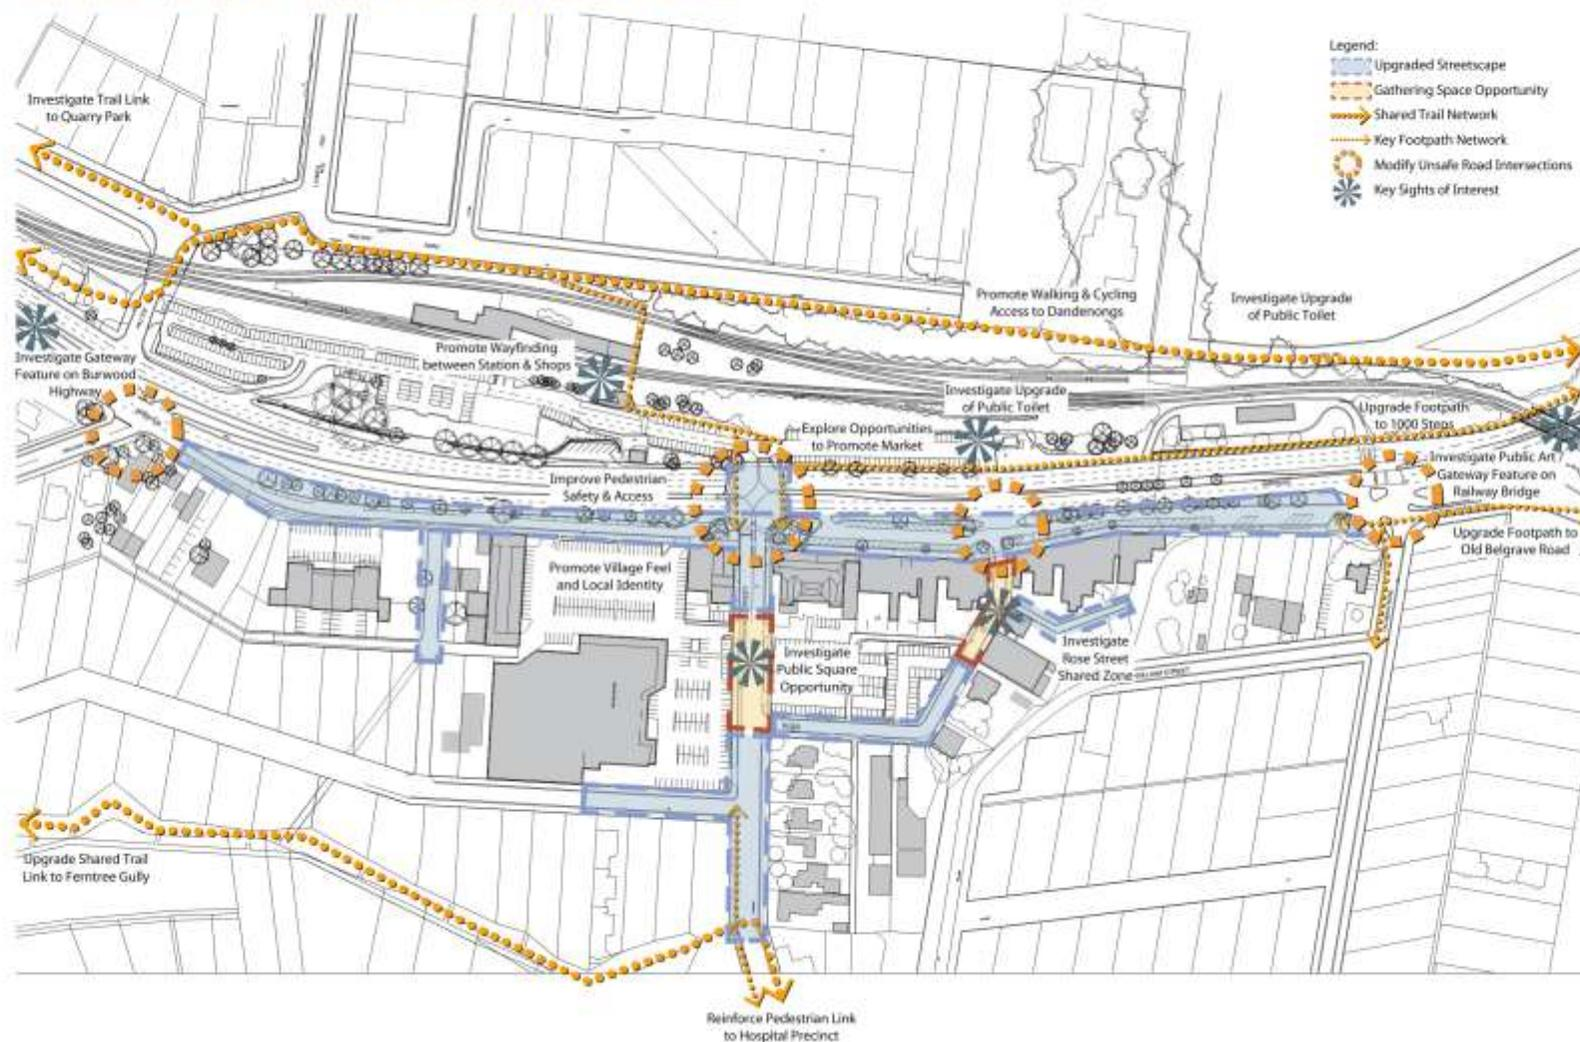 Legend:
Upgraded Streetscape
Gathering Space Opportunity
Shared Trail Network
Key Footpath Network
Modify Unsafe Road Intersections
Key Sights of Interest
Investigate Trail Link
to Quarry Park
Promote Walking & Cycling
Access to Dandenongs
Investigate Upgrade
of Public Toilet
Investigate Gateway
Feature on Burwood
Highway
Promote Wayfinding
between Station & Shops
Investigate Upgrade
of Public Toilet
Upgrade Footpath
to 1000 Steps
Explore Opportunities
to Promote Market
Improve Pedestrian
Safety & Access
Investigate Public Art /
Gateway Feature on
Railway Bridge
Upgrade Footpath to
Old Belgrave Road
Promote Village Feel
and Local Identity
Investigate
Public Square
Opportunity
Investigate
Rose Street
Shared Zone
Upgrade Shared Trail
Link to Ferntree Gully
Reinforce Pedestrian Link
to Hospital Precinct